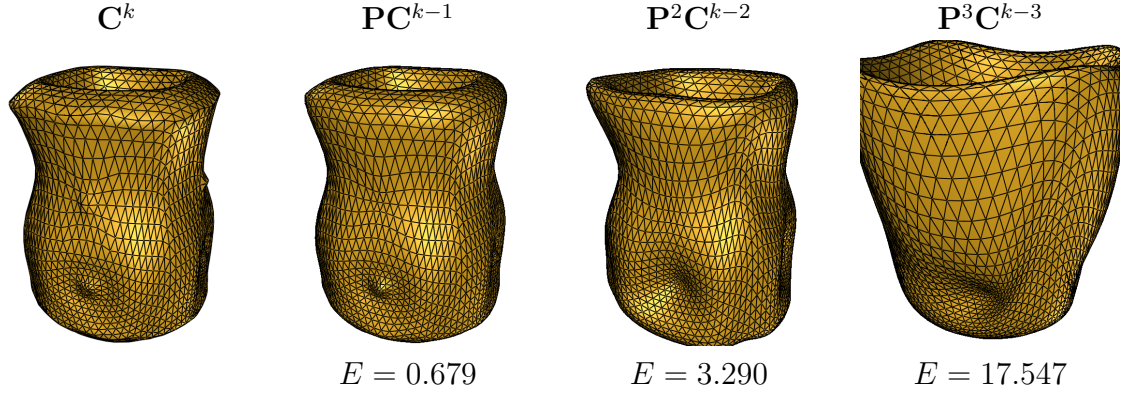 C^k PC^{k−1} P^2C^{k−2} P^3C^{k−3}
E = 0.679 E = 3.290 E = 17.547